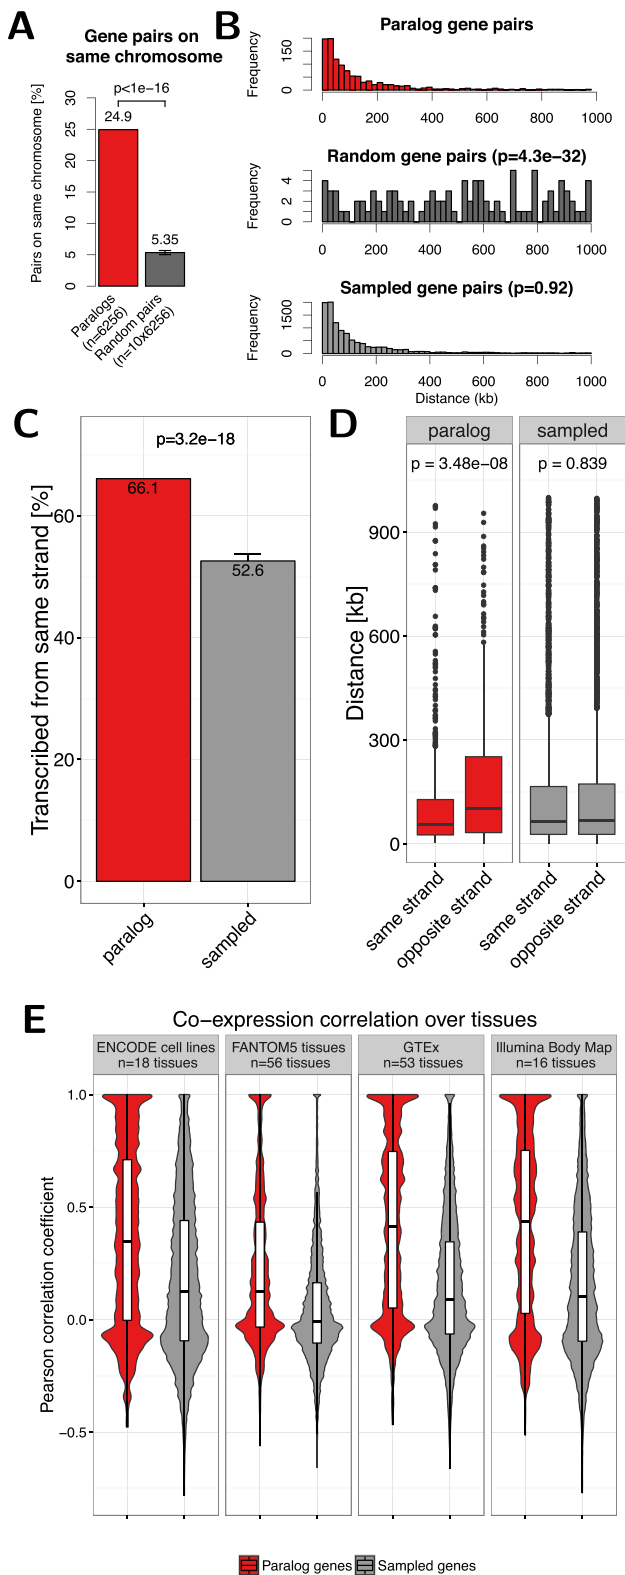 A
Gene pairs on
same chromosome
Pairs on same chromosome [%]
p<1e−16
30
25
20
15
10
5
0
24.9
5.35
Paralogs
(n=6256)
Random pairs
(n=10x6256)
B
Paralog gene pairs
Frequency
150
0
0 200 400 600 800 1000
Random gene pairs (p=4.3e−32)
Frequency
4
2
0
0 200 400 600 800 1000
Sampled gene pairs (p=0.92)
Frequency
1500
0
0 200 400 600 800 1000
Distance (kb)
C
Transcribed from same strand [%]
p=3.2e−18
66.1
52.6
60
40
20
0
paralog
sampled
D
Distance [kb]
paralog sampled
p = 3.48e−08 p = 0.839
900
600
300
0
same strand
opposite strand
same strand
opposite strand
E
Co−expression correlation over tissues
ENCODE cell lines
n=18 tissues
FANTOM5 tissues
n=56 tissues
GTEx
n=53 tissues
Illumina Body Map
n=16 tissues
Pearson correlation coefficient
1.0
0.5
0.0
−0.5
Paralog genes Sampled genes